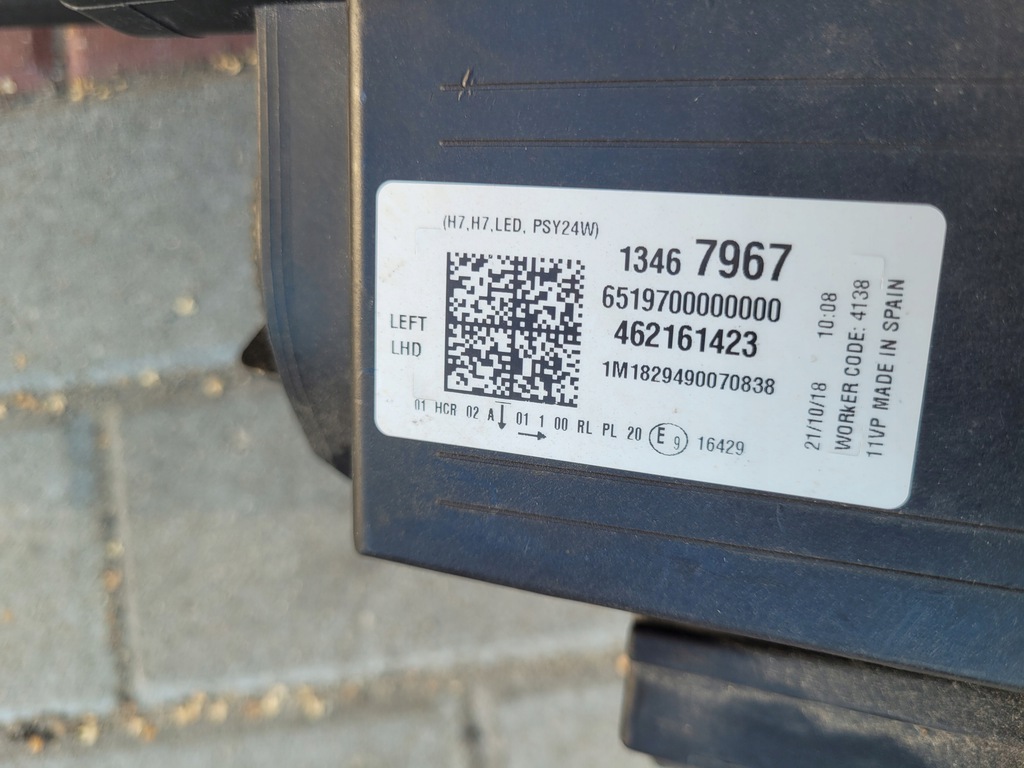 (H7,H7,LED, PSY24W)
1346 7967
6519700000000
462161423
1M1829490070838
LEFT
LHD
01 HCR 02 A 01 1 00 RL PL 20 E9 16429
21/10/18 10:08
WORKER CODE: 4138
11VP MADE IN SPAIN